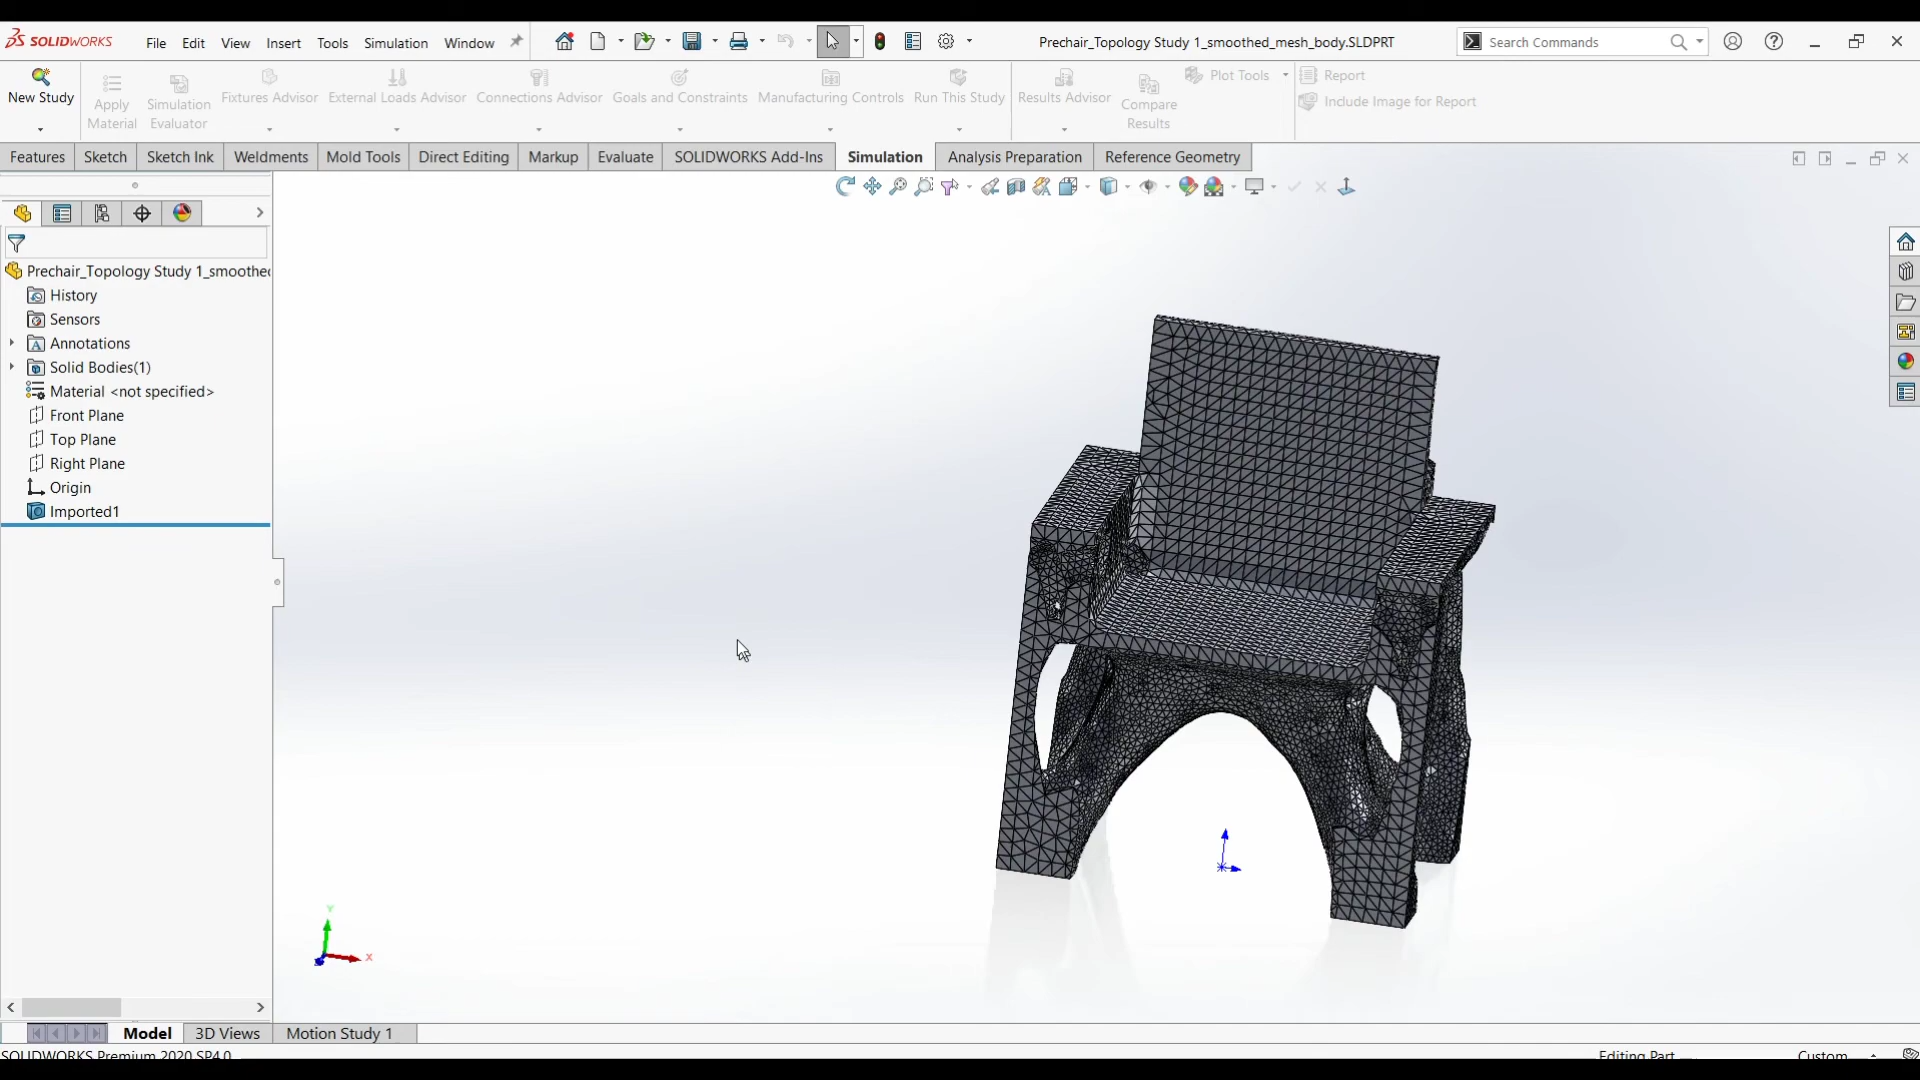 SOLIDWORKS File Edit View Insert Tools Simulation Window Prechair_Topology Study 1_smoothed_mesh_body.SLDPRT Search Commands
New Study
Apply Material
Simulation Evaluator
Fixtures Advisor
External Loads Advisor
Connections Advisor
Goals and Constraints
Manufacturing Controls
Run This Study
Results Advisor
Compare Results
Plot Tools
Report
Include Image for Report
Features Sketch Sketch Ink Weldments Mold Tools Direct Editing Markup Evaluate SOLIDWORKS Add-Ins Simulation Analysis Preparation Reference Geometry
Prechair_Topology Study 1_smoothe
History
Sensors
Annotations
Solid Bodies(1)
Material <not specified>
Front Plane
Top Plane
Right Plane
Origin
Imported1
Y
X
Model 3D Views Motion Study 1
SOLIDWORKS Premium 2020 SP4.0 Editing Part Custom